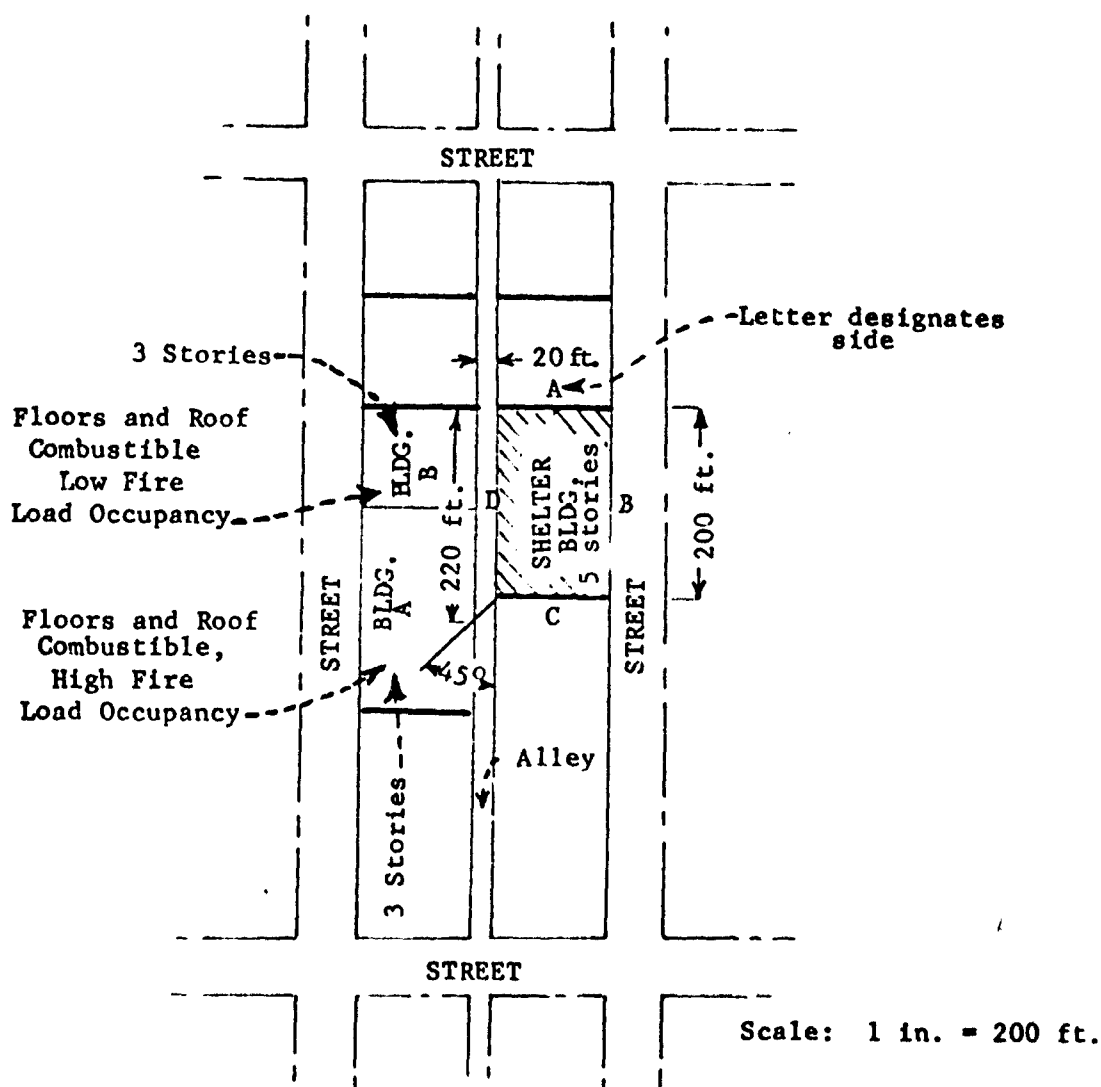 STREET
Letter designates
side
3 Stories
20 ft.
A
Floors and Roof
Combustible
Low Fire
Load Occupancy
BLDG.
B
220 ft.
D
SHELTER
BLDG,
5 stories
B
200 ft.
STREET
BLDG.
A
C
STREET
Floors and Roof
Combustible,
High Fire
Load Occupancy
45°
Alley
3 Stories
STREET
Scale: 1 in. = 200 ft.